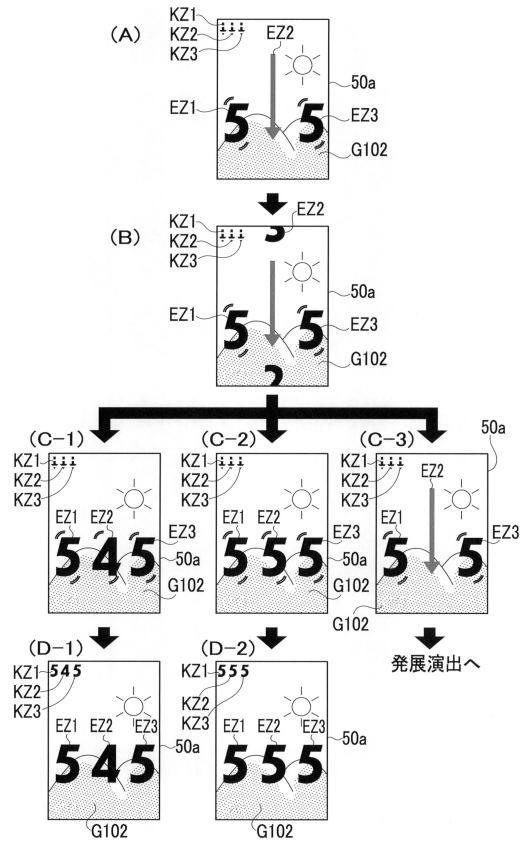 (A)
KZ1
KZ2
KZ3
EZ2
50a
EZ1
5
5
EZ3
G102
(B)
KZ1
KZ2
KZ3
3
EZ2
50a
EZ1
5
5
EZ3
G102
2
(C-1)
KZ1
KZ2
KZ3
EZ1
EZ2
EZ3
5 4 5
50a
G102
(C-2)
KZ1
KZ2
KZ3
EZ1
EZ2
EZ3
5 5 5
50a
G102
(C-3)
50a
KZ1
KZ2
KZ3
EZ2
EZ1
EZ3
5
5
G102
発展演出へ
(D-1)
KZ1
545
KZ2
KZ3
EZ1
EZ2
EZ3
5 4 5
50a
G102
(D-2)
KZ1
555
KZ2
KZ3
EZ1
EZ2
EZ3
5 5 5
50a
G102